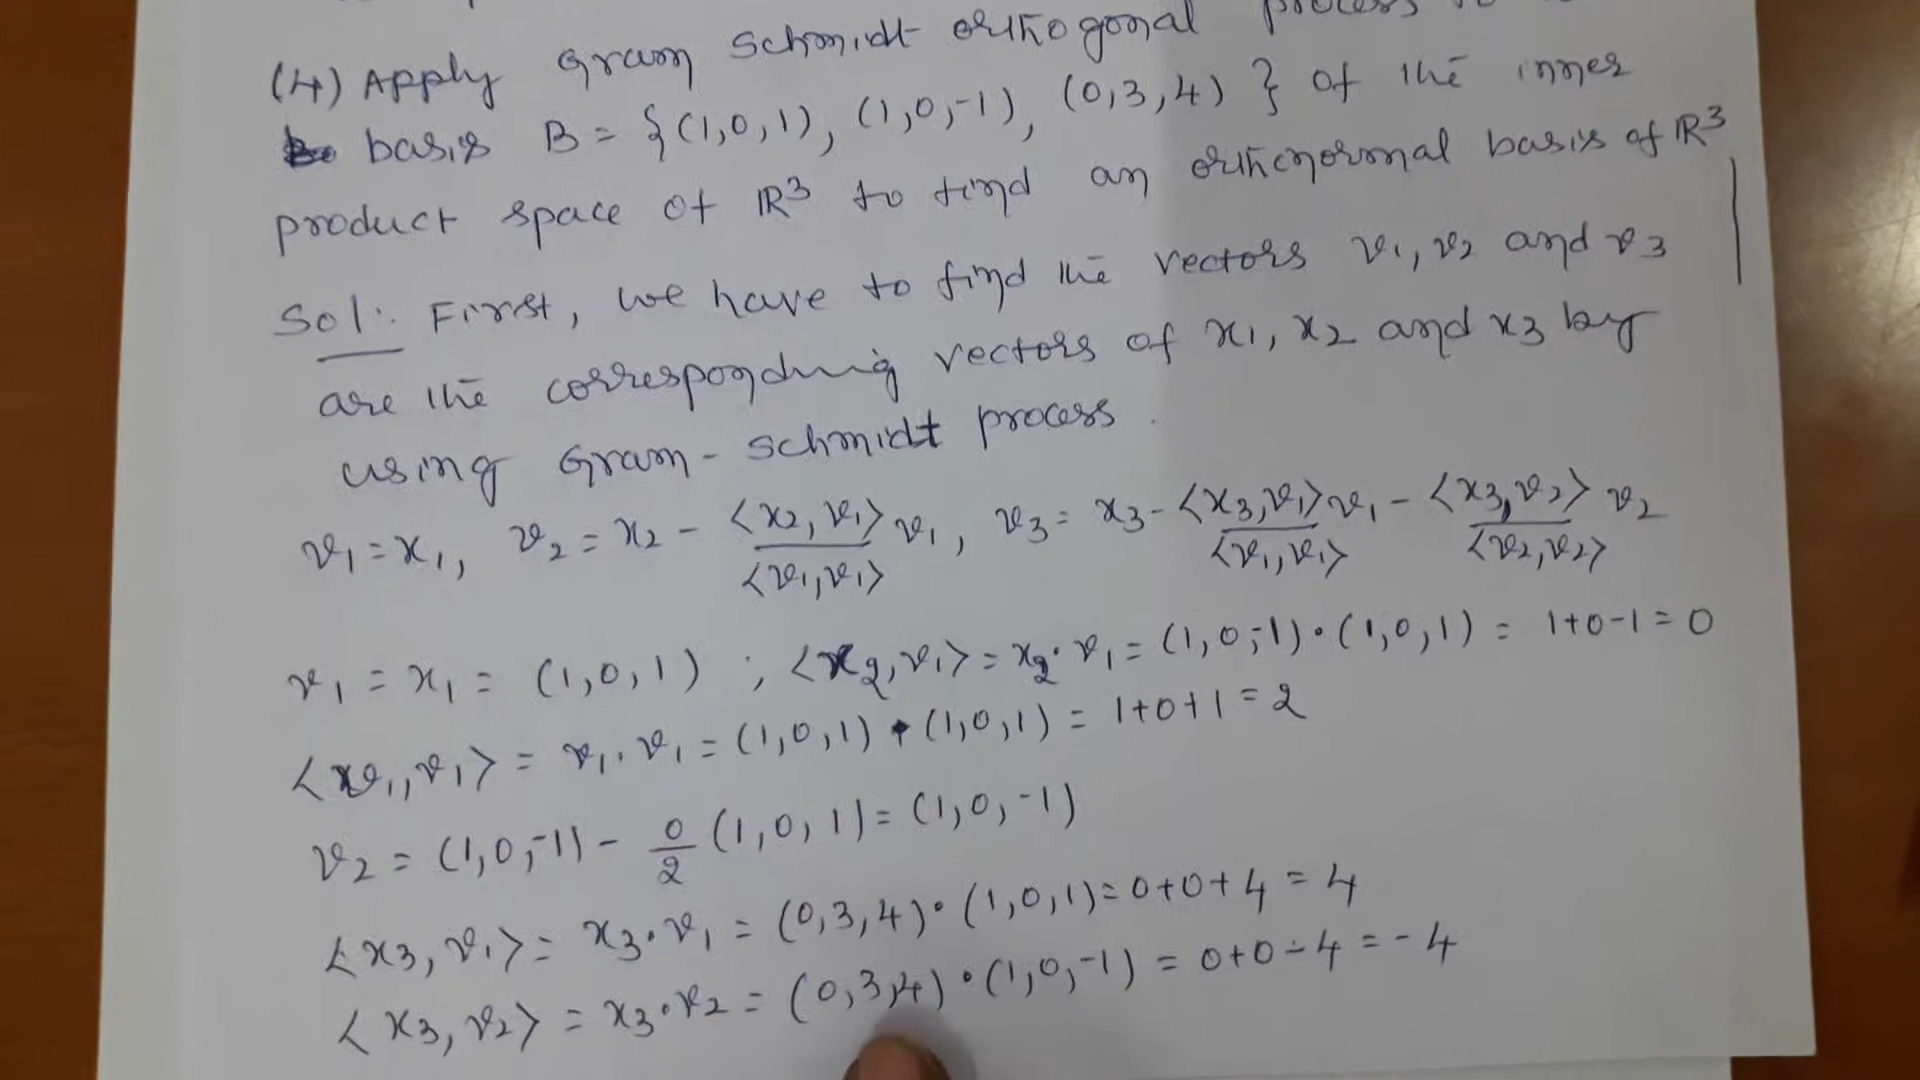 (4) Apply Gram Schmidt orthogonal process
basis B = {(1,0,1), (1,0,-1), (0,3,4)} of the inner
product space of ℝ³ to find an orthonormal basis of ℝ³
Sol:. First, we have to find the vectors v₁, v₂ and v₃
are the corresponding vectors of x₁, x₂ and x₃ by
using Gram-Schmidt process.
v₁ = x₁, v₂ = x₂ - <x₂, v₁>/<v₁,v₁> v₁, v₃ = x₃ - <x₃,v₁>/<v₁,v₁> v₁ - <x₃,v₂>/<v₂,v₂> v₂
v₁ = x₁ = (1,0,1) ; <x₂,v₁> = x₂·v₁ = (1,0,-1)·(1,0,1) = 1+0-1 = 0
<v₁,v₁> = v₁·v₁ = (1,0,1)·(1,0,1) = 1+0+1 = 2
v₂ = (1,0,-1) - 0/2 (1,0,1) = (1,0,-1)
<x₃,v₁> = x₃·v₁ = (0,3,4)·(1,0,1) = 0+0+4 = 4
<x₃,v₂> = x₃·v₂ = (0,3,4)·(1,0,-1) = 0+0-4 = -4